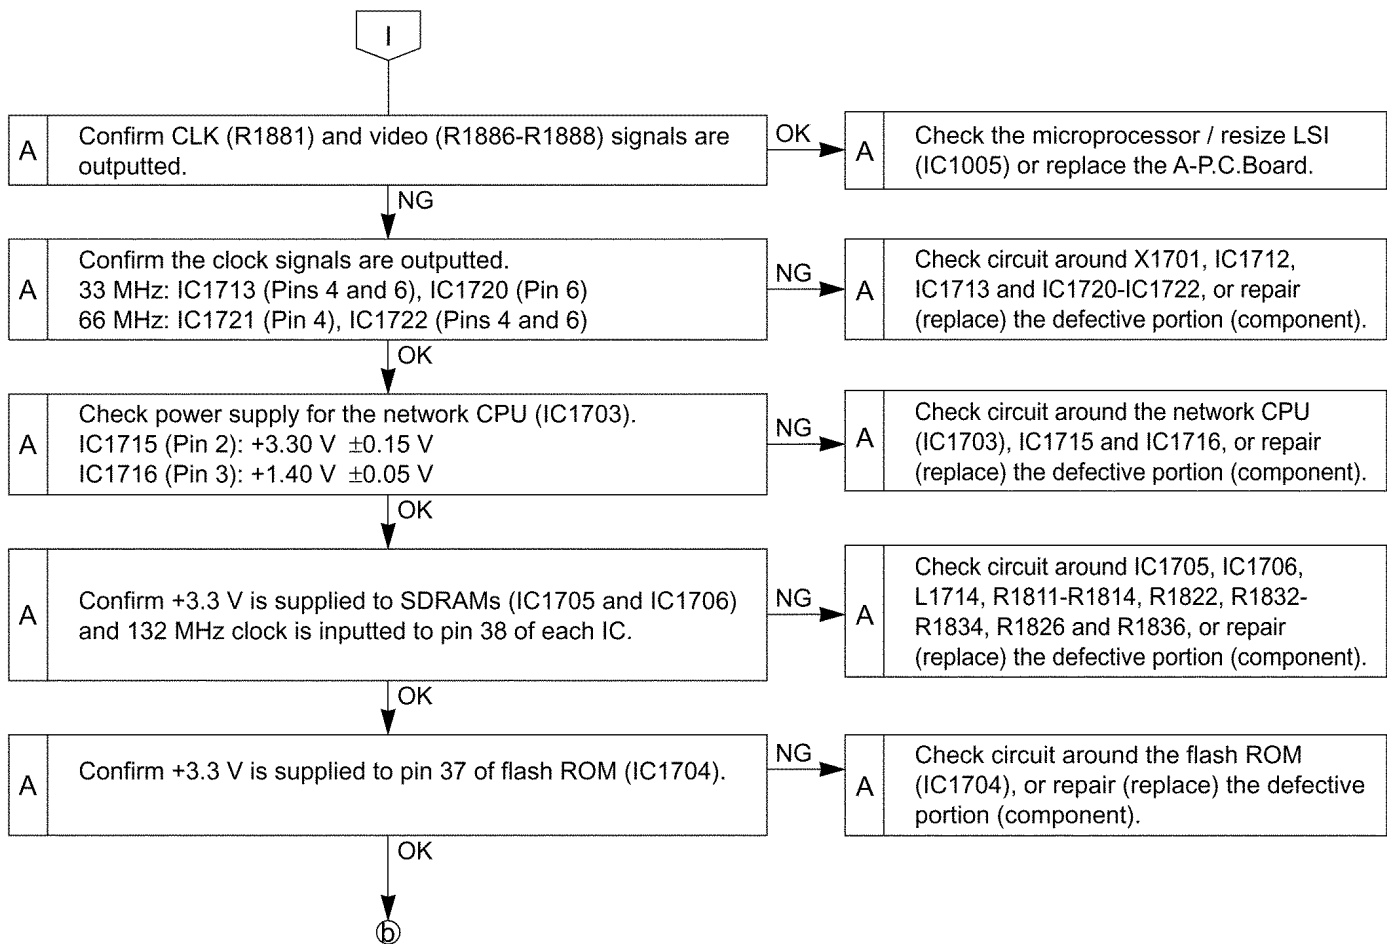 I
A
Confirm CLK (R1881) and video (R1886-R1888) signals are
outputted.
OK
A
Check the microprocessor / resize LSI
(IC1005) or replace the A-P.C.Board.
NG
A
Confirm the clock signals are outputted.
33 MHz: IC1713 (Pins 4 and 6), IC1720 (Pin 6)
66 MHz: IC1721 (Pin 4), IC1722 (Pins 4 and 6)
NG
A
Check circuit around X1701, IC1712,
IC1713 and IC1720-IC1722, or repair
(replace) the defective portion (component).
OK
A
Check power supply for the network CPU (IC1703).
IC1715 (Pin 2): +3.30 V ±0.15 V
IC1716 (Pin 3): +1.40 V ±0.05 V
NG
A
Check circuit around the network CPU
(IC1703), IC1715 and IC1716, or repair
(replace) the defective portion (component).
OK
A
Confirm +3.3 V is supplied to SDRAMs (IC1705 and IC1706)
and 132 MHz clock is inputted to pin 38 of each IC.
NG
A
Check circuit around IC1705, IC1706,
L1714, R1811-R1814, R1822, R1832-
R1834, R1826 and R1836, or repair
(replace) the defective portion (component).
OK
A
Confirm +3.3 V is supplied to pin 37 of flash ROM (IC1704).
NG
A
Check circuit around the flash ROM
(IC1704), or repair (replace) the defective
portion (component).
OK
b